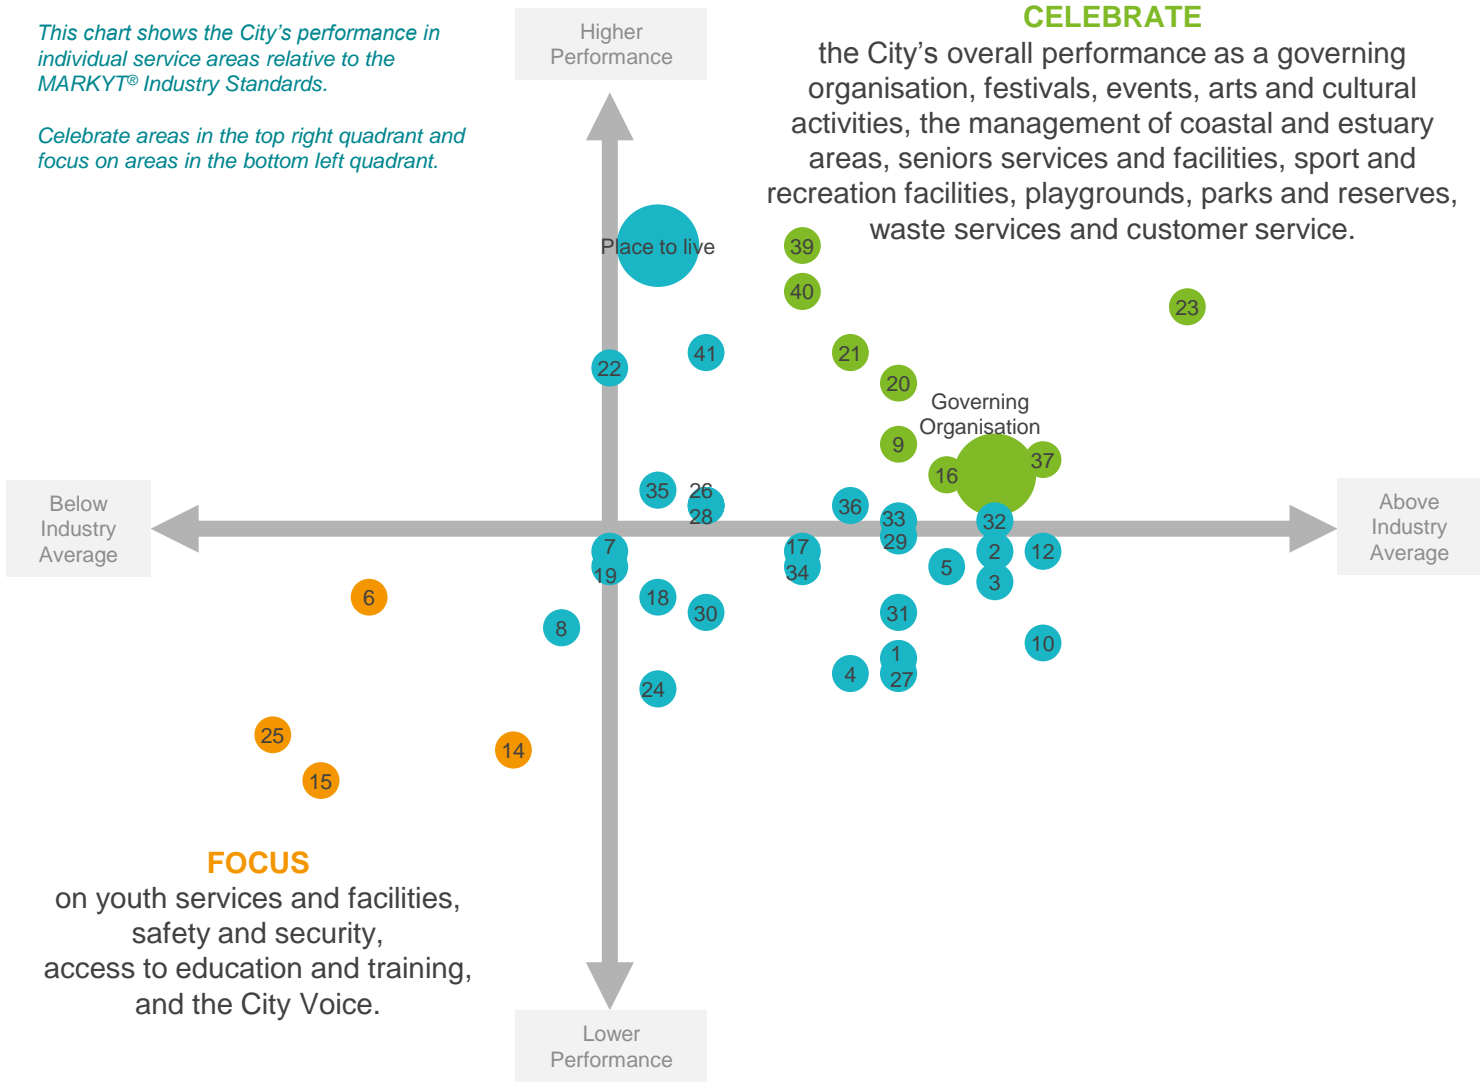 This chart shows the City's performance in
individual service areas relative to the
MARKYT® Industry Standards.
Celebrate areas in the top right quadrant and
focus on areas in the bottom left quadrant.
Higher
Performance
CELEBRATE
the City's overall performance as a governing
organisation, festivals, events, arts and cultural
activities, the management of coastal and estuary
areas, seniors services and facilities, sport and
recreation facilities, playgrounds, parks and reserves,
waste services and customer service.
Place to live
39
40
23
41
21
22
20
Governing
Organisation
9
37
16
35
26
28
36
33
32
29
Below
Industry
Average
Above
Industry
Average
7
19
17
34
2
12
5
3
6
18
30
31
8
10
1
4
27
24
25
14
15
FOCUS
on youth services and facilities,
safety and security,
access to education and training,
and the City Voice.
Lower
Performance